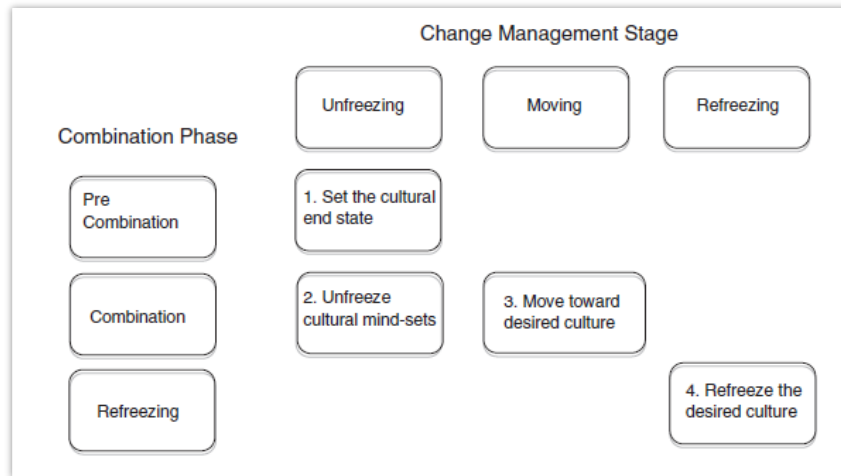 Change Management Stage
Unfreezing
Moving
Refreezing
Combination Phase
Pre
Combination
1. Set the cultural
end state
Combination
2. Unfreeze
cultural mind-sets
3. Move toward
desired culture
Refreezing
4. Refreeze the
desired culture